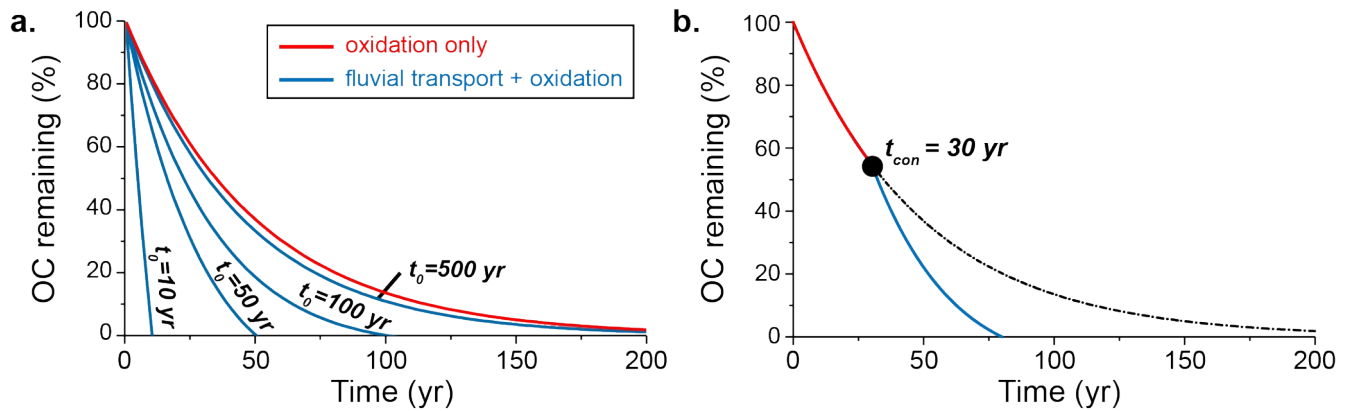 a.
OC remaining (%)
100
80
60
40
20
0
oxidation only
fluvial transport + oxidation
t0=10 yr
t0=50 yr
t0=100 yr
t0=500 yr
0 50 100 150 200
Time (yr)
b.
OC remaining (%)
100
80
60
40
20
0
tcon = 30 yr
0 50 100 150 200
Time (yr)